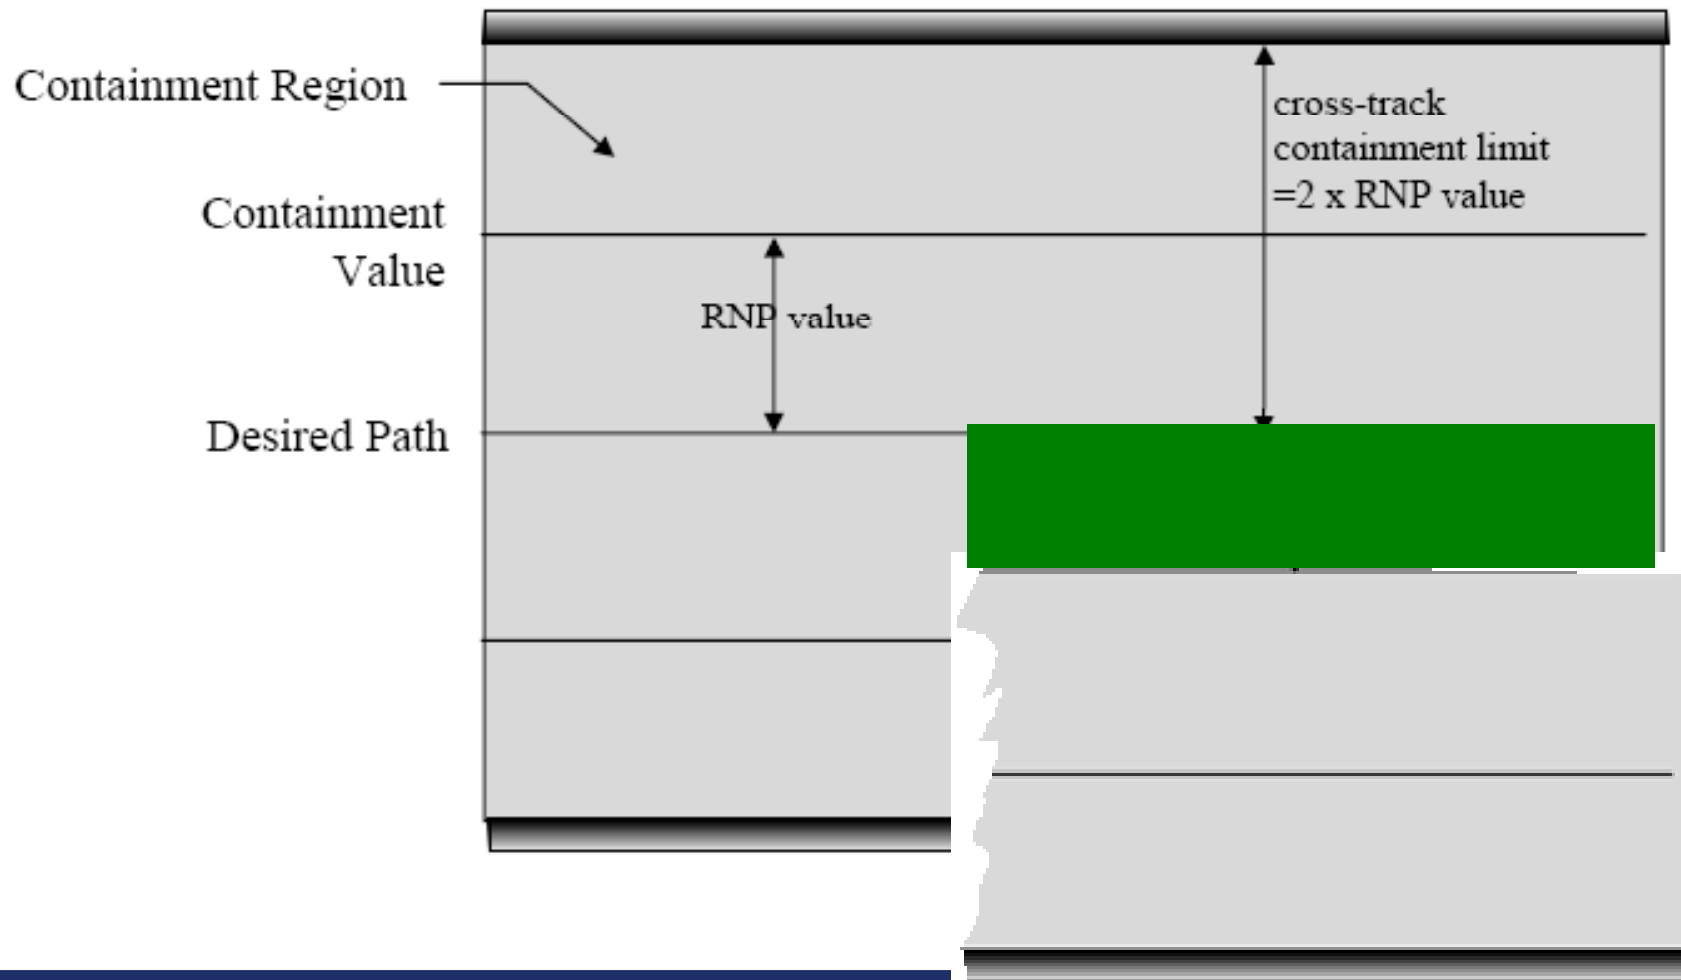 Containment Region
cross-track
containment limit
=2 x RNP value
Containment
Value
RNP value
Desired Path